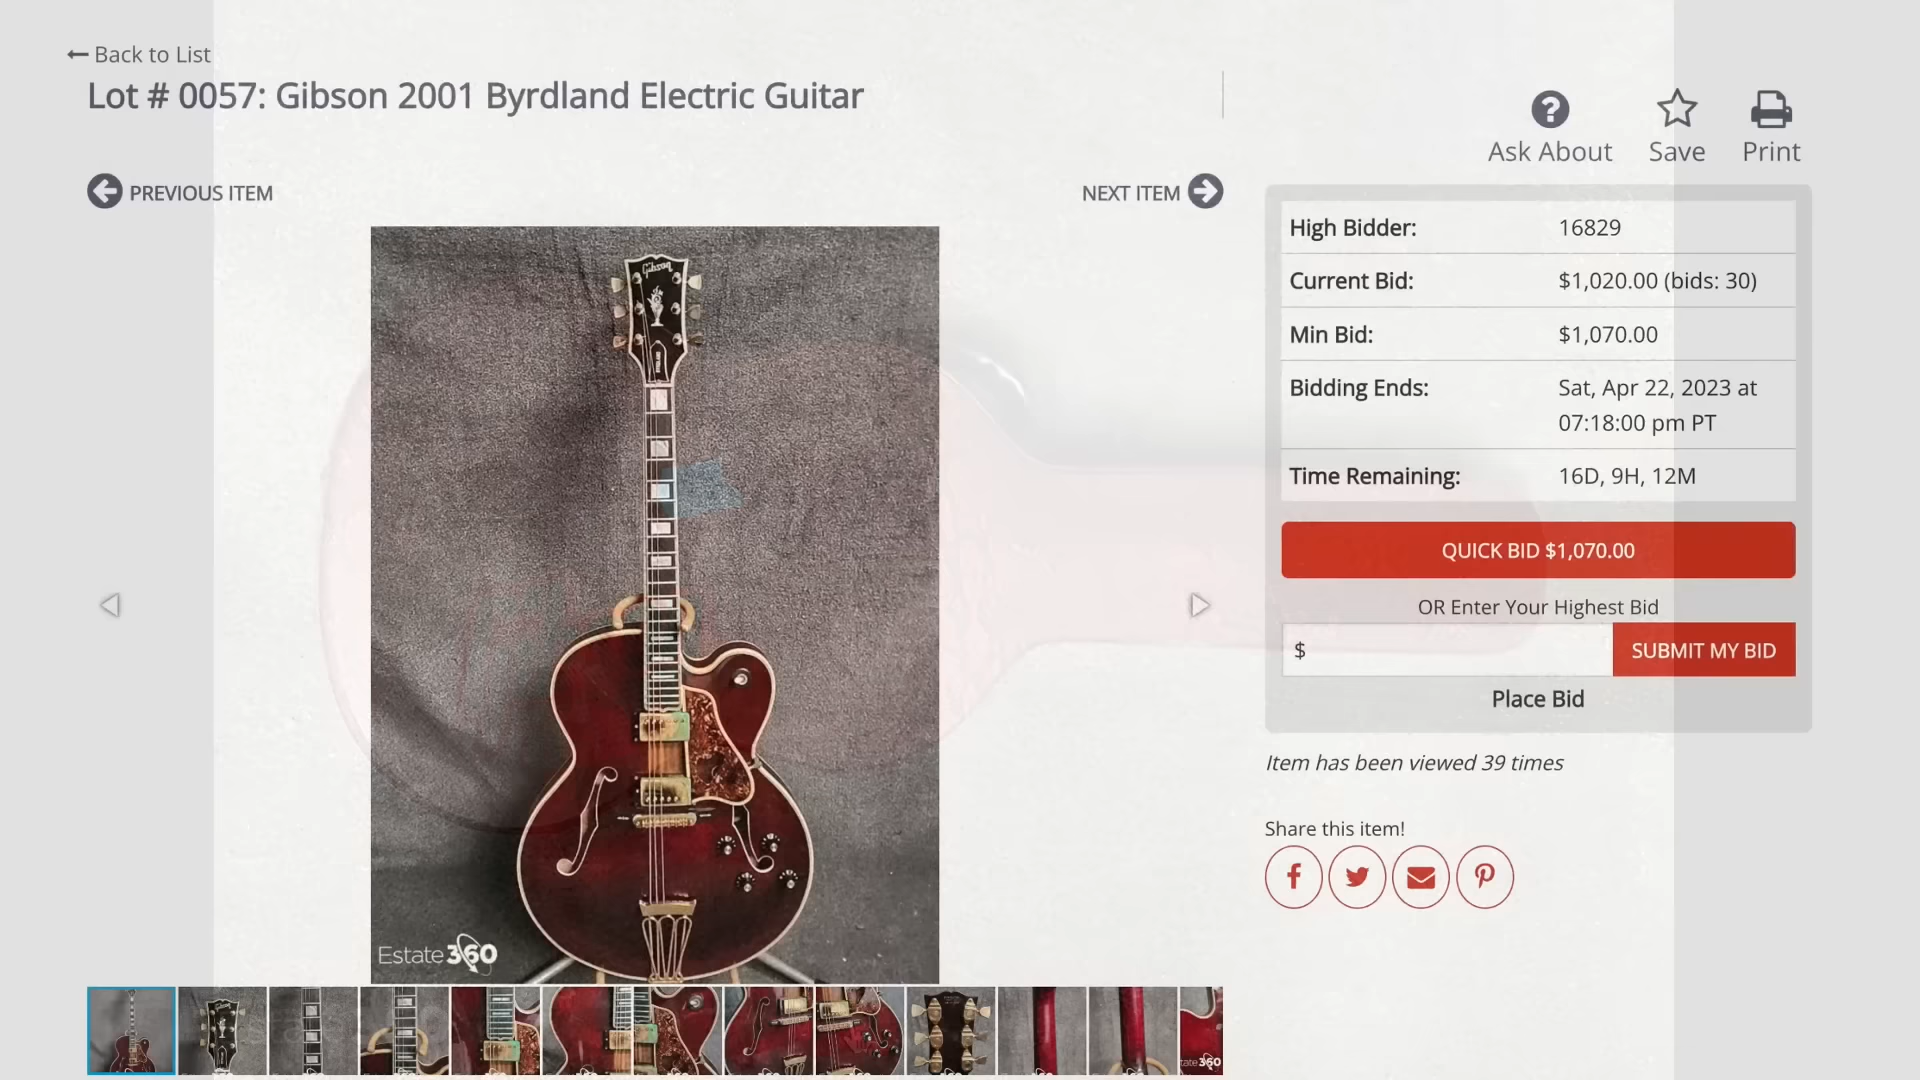 Back to List
Lot # 0057: Gibson 2001 Byrdland Electric Guitar
Ask About
Save
Print
PREVIOUS ITEM
NEXT ITEM
High Bidder: 16829
Current Bid: $1,020.00 (bids: 30)
Min Bid: $1,070.00
Bidding Ends: Sat, Apr 22, 2023 at
07:18:00 pm PT
Time Remaining: 16D, 9H, 12M
QUICK BID $1,070.00
OR Enter Your Highest Bid
$
SUBMIT MY BID
Place Bid
Item has been viewed 39 times
Share this item!
Gibson
Estate 360